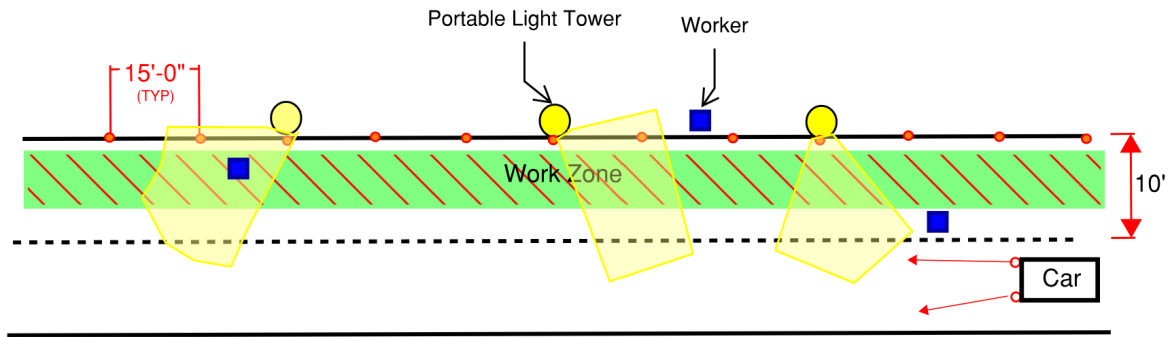 Portable Light Tower
Worker
15'-0"
(TYP)
Work Zone
10'
Car